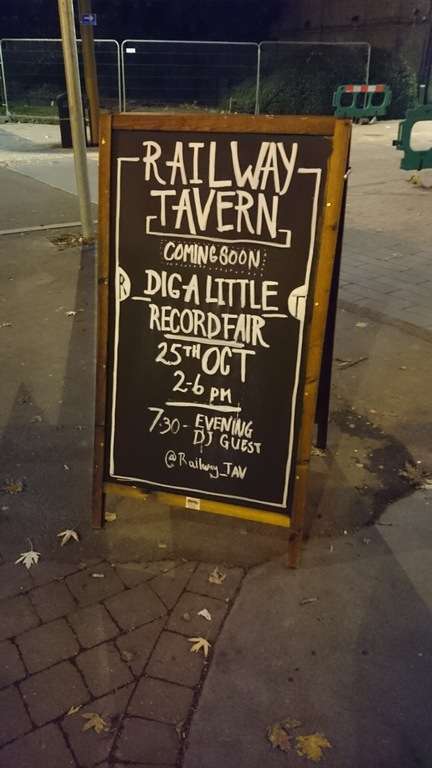 RAILWAY
TAVERN
COMING SOON
R DIG A LITTLE T
RECORD FAIR
25TH OCT
2-6 PM
7:30 - EVENING
DJ GUEST
@Railway_TAV